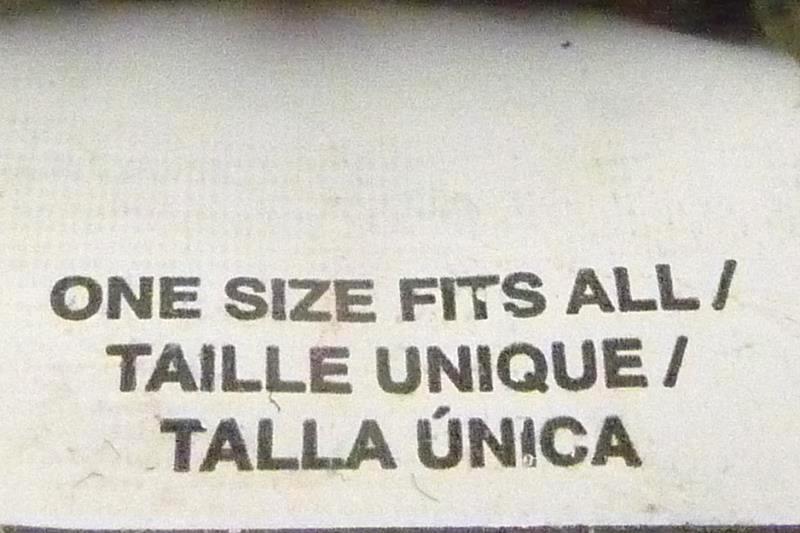 ONE SIZE FITS ALL /
TAILLE UNIQUE /
TALLA ÚNICA